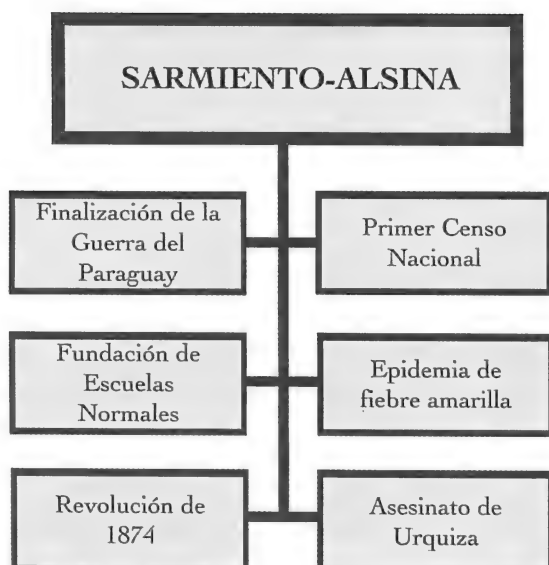 SARMIENTO-ALSINA
Finalización de la
Guerra del
Paraguay
Primer Censo
Nacional
Fundación de
Escuelas
Normales
Epidemia de
fiebre amarilla
Revolución de
1874
Asesinato de
Urquiza